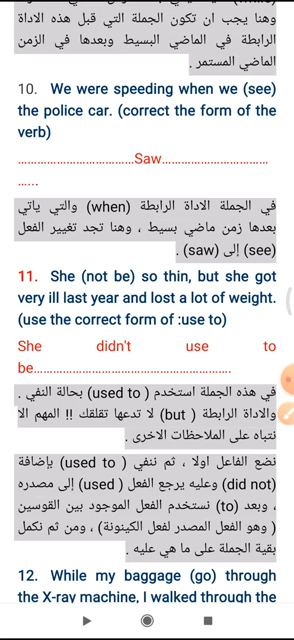 وهنا يجب ان تكون الجملة التي قبل هذه الاداة
الرابطة في الماضي البسيط وبعدها في الزمن
الماضي المستمر .
10. We were speeding when we (see)
the police car. (correct the form of the
verb)
.................................Saw...............................
......
في الجملة الاداة الرابطة (when) والتي ياتي
بعدها زمن ماضي بسيط ، وهنا تجد تغيير الفعل
(see) إلى (saw) .
11. She (not be) so thin, but she got
very ill last year and lost a lot of weight.
(use the correct form of :use to)
She didn't use to
be.........................................................
في هذه الجملة استخدم ( used to) بحالة النفي .
والاداة الرابطة ( but) لا تدعها تقلقك !! المهم الا
نتباه على الملاحظات الاخرى .
نضع الفاعل اولا ، ثم ننفي ( used to) بإضافة
(did not) وعليه يرجع الفعل ( used) إلى مصدره
، وبعد (to) نستخدم الفعل الموجود بين القوسين
( وهو الفعل المصدر لفعل الكينونة) ، ومن ثم نكمل
بقية الجملة على ما هي عليه .
12. While my baggage (go) through
the X-ray machine, I walked through the